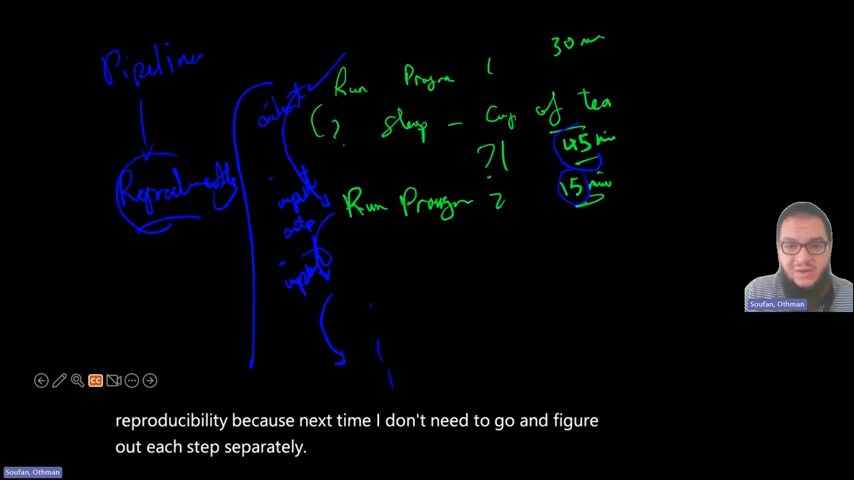 Pipeline
Reproducibility
Run Program 1 30 min
output
(? Sleep - Cup of tea
?! 45 min
input
Run Program 2 15 min
output
input
Soufan, Othman
CC
reproducibility because next time I don't need to go and figure
out each step separately.
Soufan, Othman